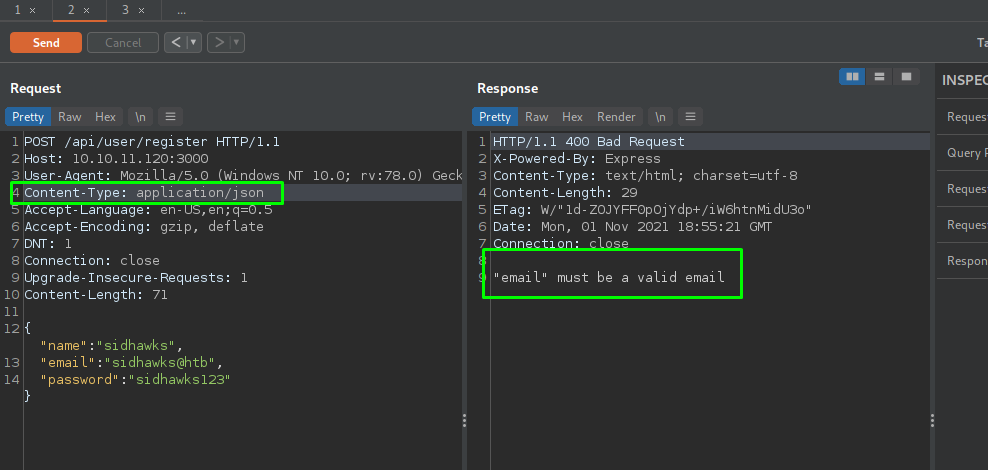 1 × 2 × 3 × ...
Send Cancel < > Ta
Request
Pretty Raw Hex \n
1 POST /api/user/register HTTP/1.1
2 Host: 10.10.11.120:3000
3 User-Agent: Mozilla/5.0 (Windows NT 10.0; rv:78.0) Geck
4 Content-Type: application/json
5 Accept-Language: en-US,en;q=0.5
6 Accept-Encoding: gzip, deflate
7 DNT: 1
8 Connection: close
9 Upgrade-Insecure-Requests: 1
10 Content-Length: 71
11
12 {
"name":"sidhawks",
13 "email":"sidhawks@htb",
14 "password":"sidhawks123"
}
Response
Pretty Raw Hex Render \n
1 HTTP/1.1 400 Bad Request
2 X-Powered-By: Express
3 Content-Type: text/html; charset=utf-8
4 Content-Length: 29
5 ETag: W/"1d-ZOJYFF0pOjYdp+/iW6htnMidU3o"
6 Date: Mon, 01 Nov 2021 18:55:21 GMT
7 Connection: close
8
9 "email" must be a valid email
INSPEC
Reques
Query P
Reques
Reques
Respon